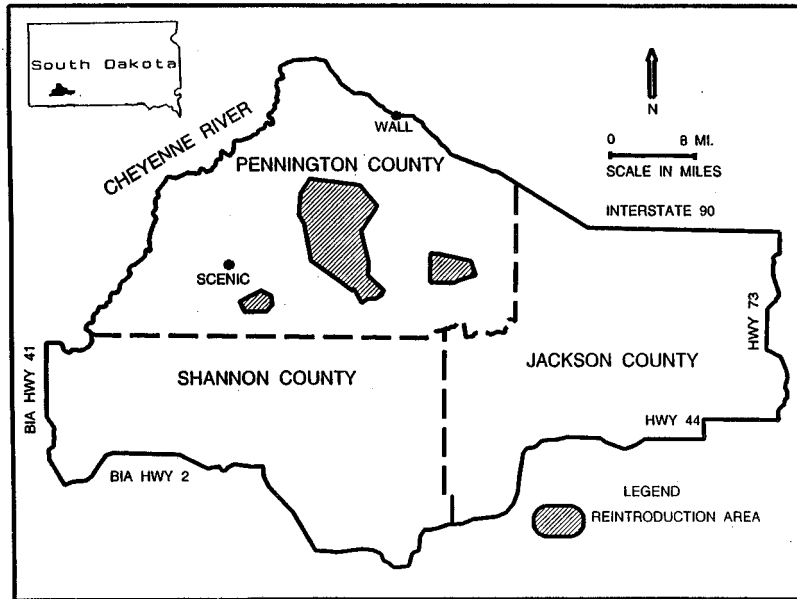 South Dakota
CHEYENNE RIVER
WALL
N
PENNINGTON COUNTY
0 8 MI.
SCALE IN MILES
INTERSTATE 90
SCENIC
HWY 73
BIA HWY 41
SHANNON COUNTY
JACKSON COUNTY
HWY 44
BIA HWY 2
LEGEND
REINTRODUCTION AREA